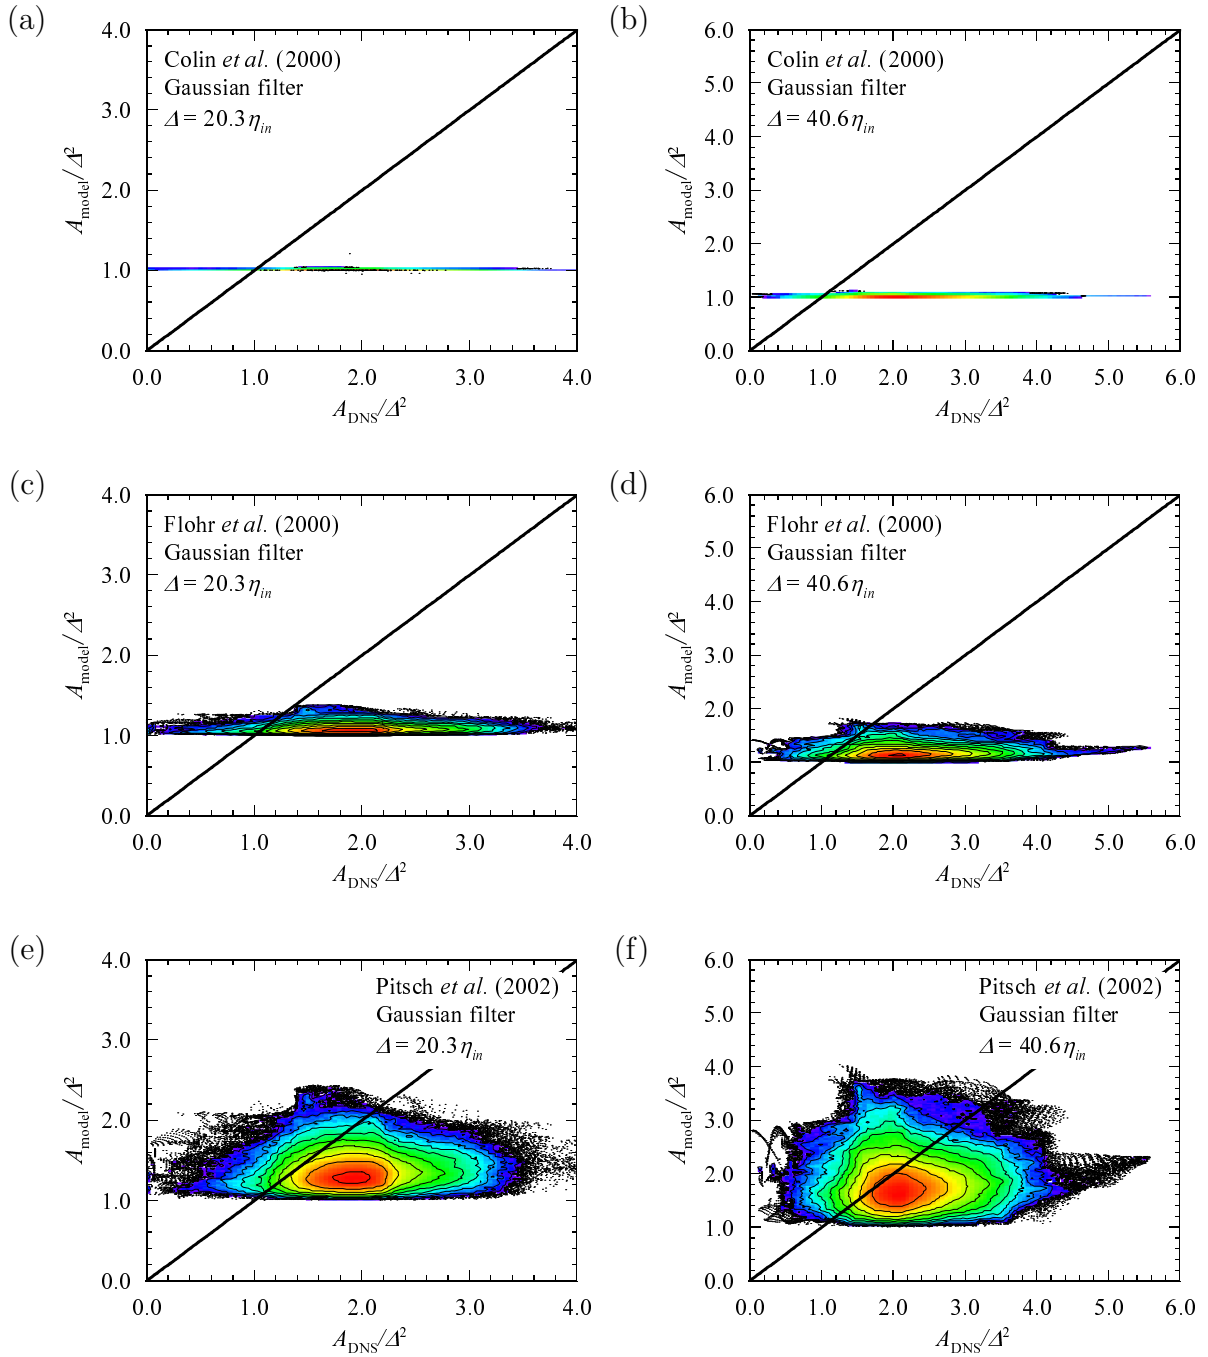 (a)
4.0
3.0
2.0
1.0
0.0
A_model/Δ²
Colin et al. (2000)
Gaussian filter
Δ = 20.3η_in
0.0 1.0 2.0 3.0 4.0
A_DNS/Δ²
(b)
6.0
5.0
4.0
3.0
2.0
1.0
0.0
A_model/Δ²
Colin et al. (2000)
Gaussian filter
Δ = 40.6η_in
0.0 1.0 2.0 3.0 4.0 5.0 6.0
A_DNS/Δ²
(c)
4.0
3.0
2.0
1.0
0.0
A_model/Δ²
Flohr et al. (2000)
Gaussian filter
Δ = 20.3η_in
0.0 1.0 2.0 3.0 4.0
A_DNS/Δ²
(d)
6.0
5.0
4.0
3.0
2.0
1.0
0.0
A_model/Δ²
Flohr et al. (2000)
Gaussian filter
Δ = 40.6η_in
0.0 1.0 2.0 3.0 4.0 5.0 6.0
A_DNS/Δ²
(e)
4.0
3.0
2.0
1.0
0.0
A_model/Δ²
Pitsch et al. (2002)
Gaussian filter
Δ = 20.3η_in
0.0 1.0 2.0 3.0 4.0
A_DNS/Δ²
(f)
6.0
5.0
4.0
3.0
2.0
1.0
0.0
A_model/Δ²
Pitsch et al. (2002)
Gaussian filter
Δ = 40.6η_in
0.0 1.0 2.0 3.0 4.0 5.0 6.0
A_DNS/Δ²